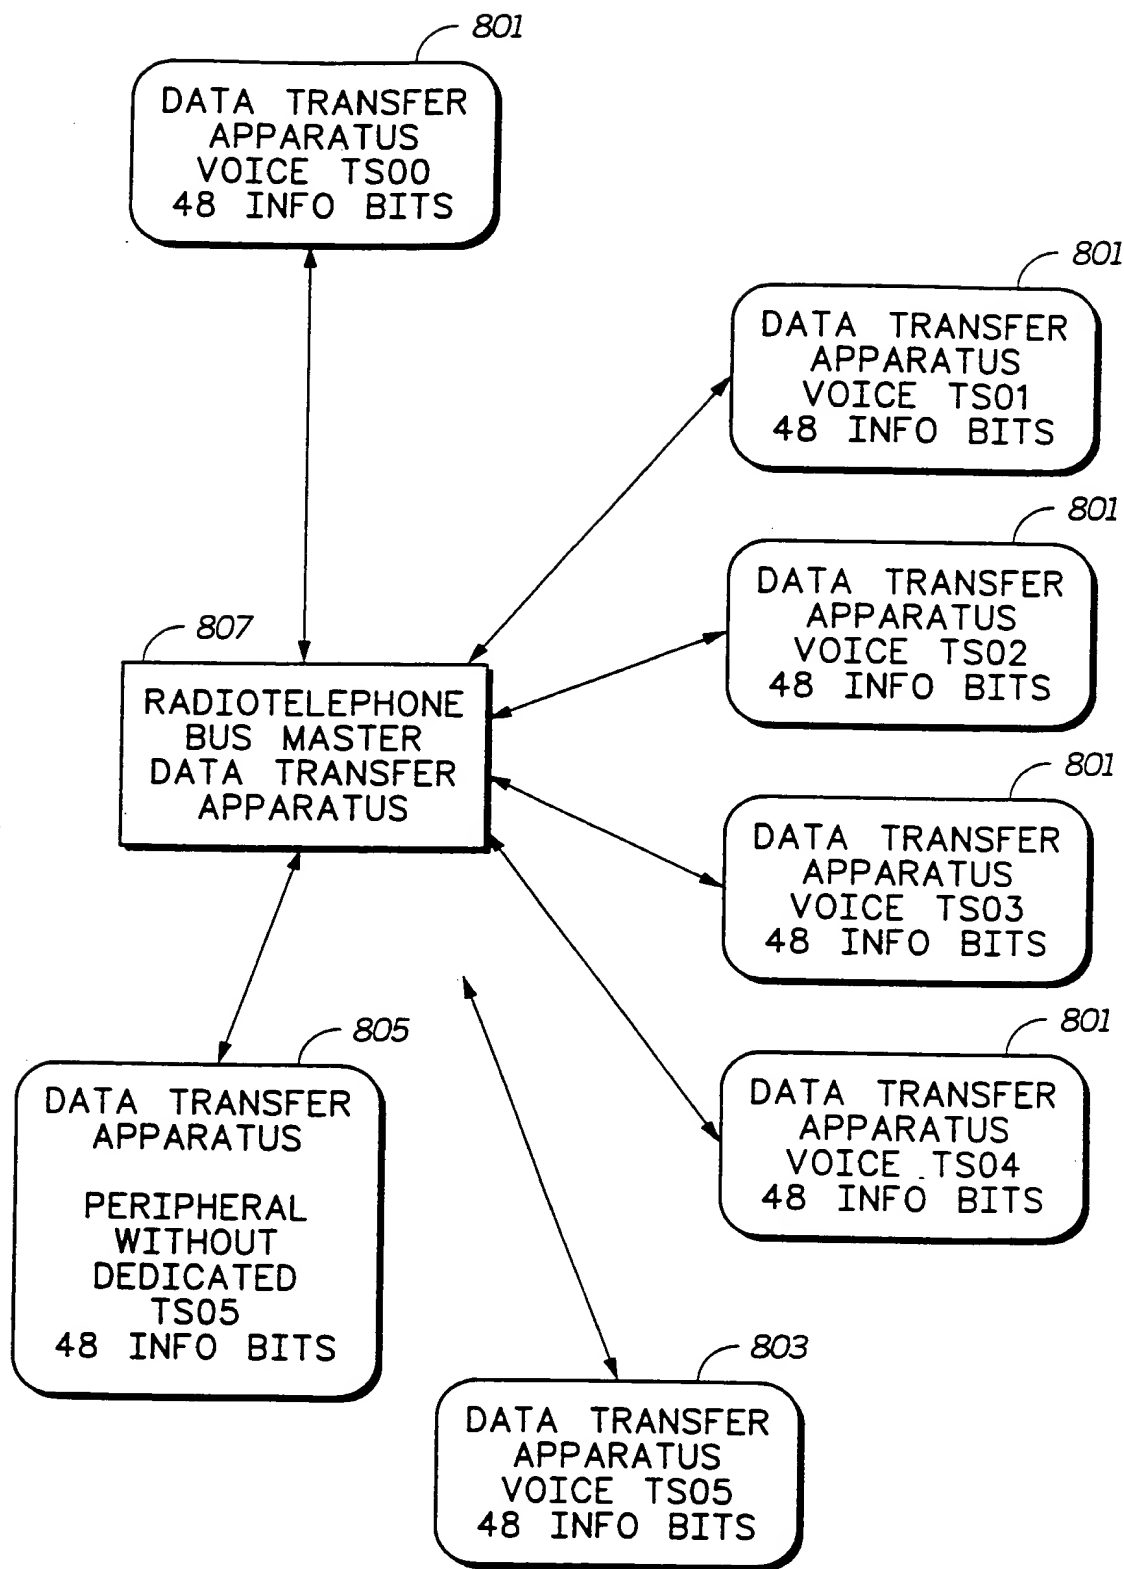 801
DATA TRANSFER
APPARATUS
VOICE TS00
48 INFO BITS
801
DATA TRANSFER
APPARATUS
VOICE TS01
48 INFO BITS
801
DATA TRANSFER
APPARATUS
VOICE TS02
48 INFO BITS
807
RADIOTELEPHONE
BUS MASTER
DATA TRANSFER
APPARATUS
801
DATA TRANSFER
APPARATUS
VOICE TS03
48 INFO BITS
801
DATA TRANSFER
APPARATUS
VOICE TS04
48 INFO BITS
805
DATA TRANSFER
APPARATUS
PERIPHERAL
WITHOUT
DEDICATED
TS05
48 INFO BITS
803
DATA TRANSFER
APPARATUS
VOICE TS05
48 INFO BITS